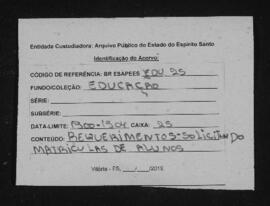 Entidade Custodiadora: Arquivo Público do Estado do Espírito Santo
Identificação do Acervo:
CÓDIGO DE REFERÊNCIA: BR ESAPEES EDU.25
FUNDO/COLEÇÃO: EDUCAÇÃO
SÉRIE:
SUBSÉRIE:
DATA-LIMITE: 1900-1904 CAIXA: 25
CONTEÚDO: REQUERIMENTOS-SOLICITANDO
MATRÍCULAS DE ALUNOS
Vitória - ES, ___/___/2019